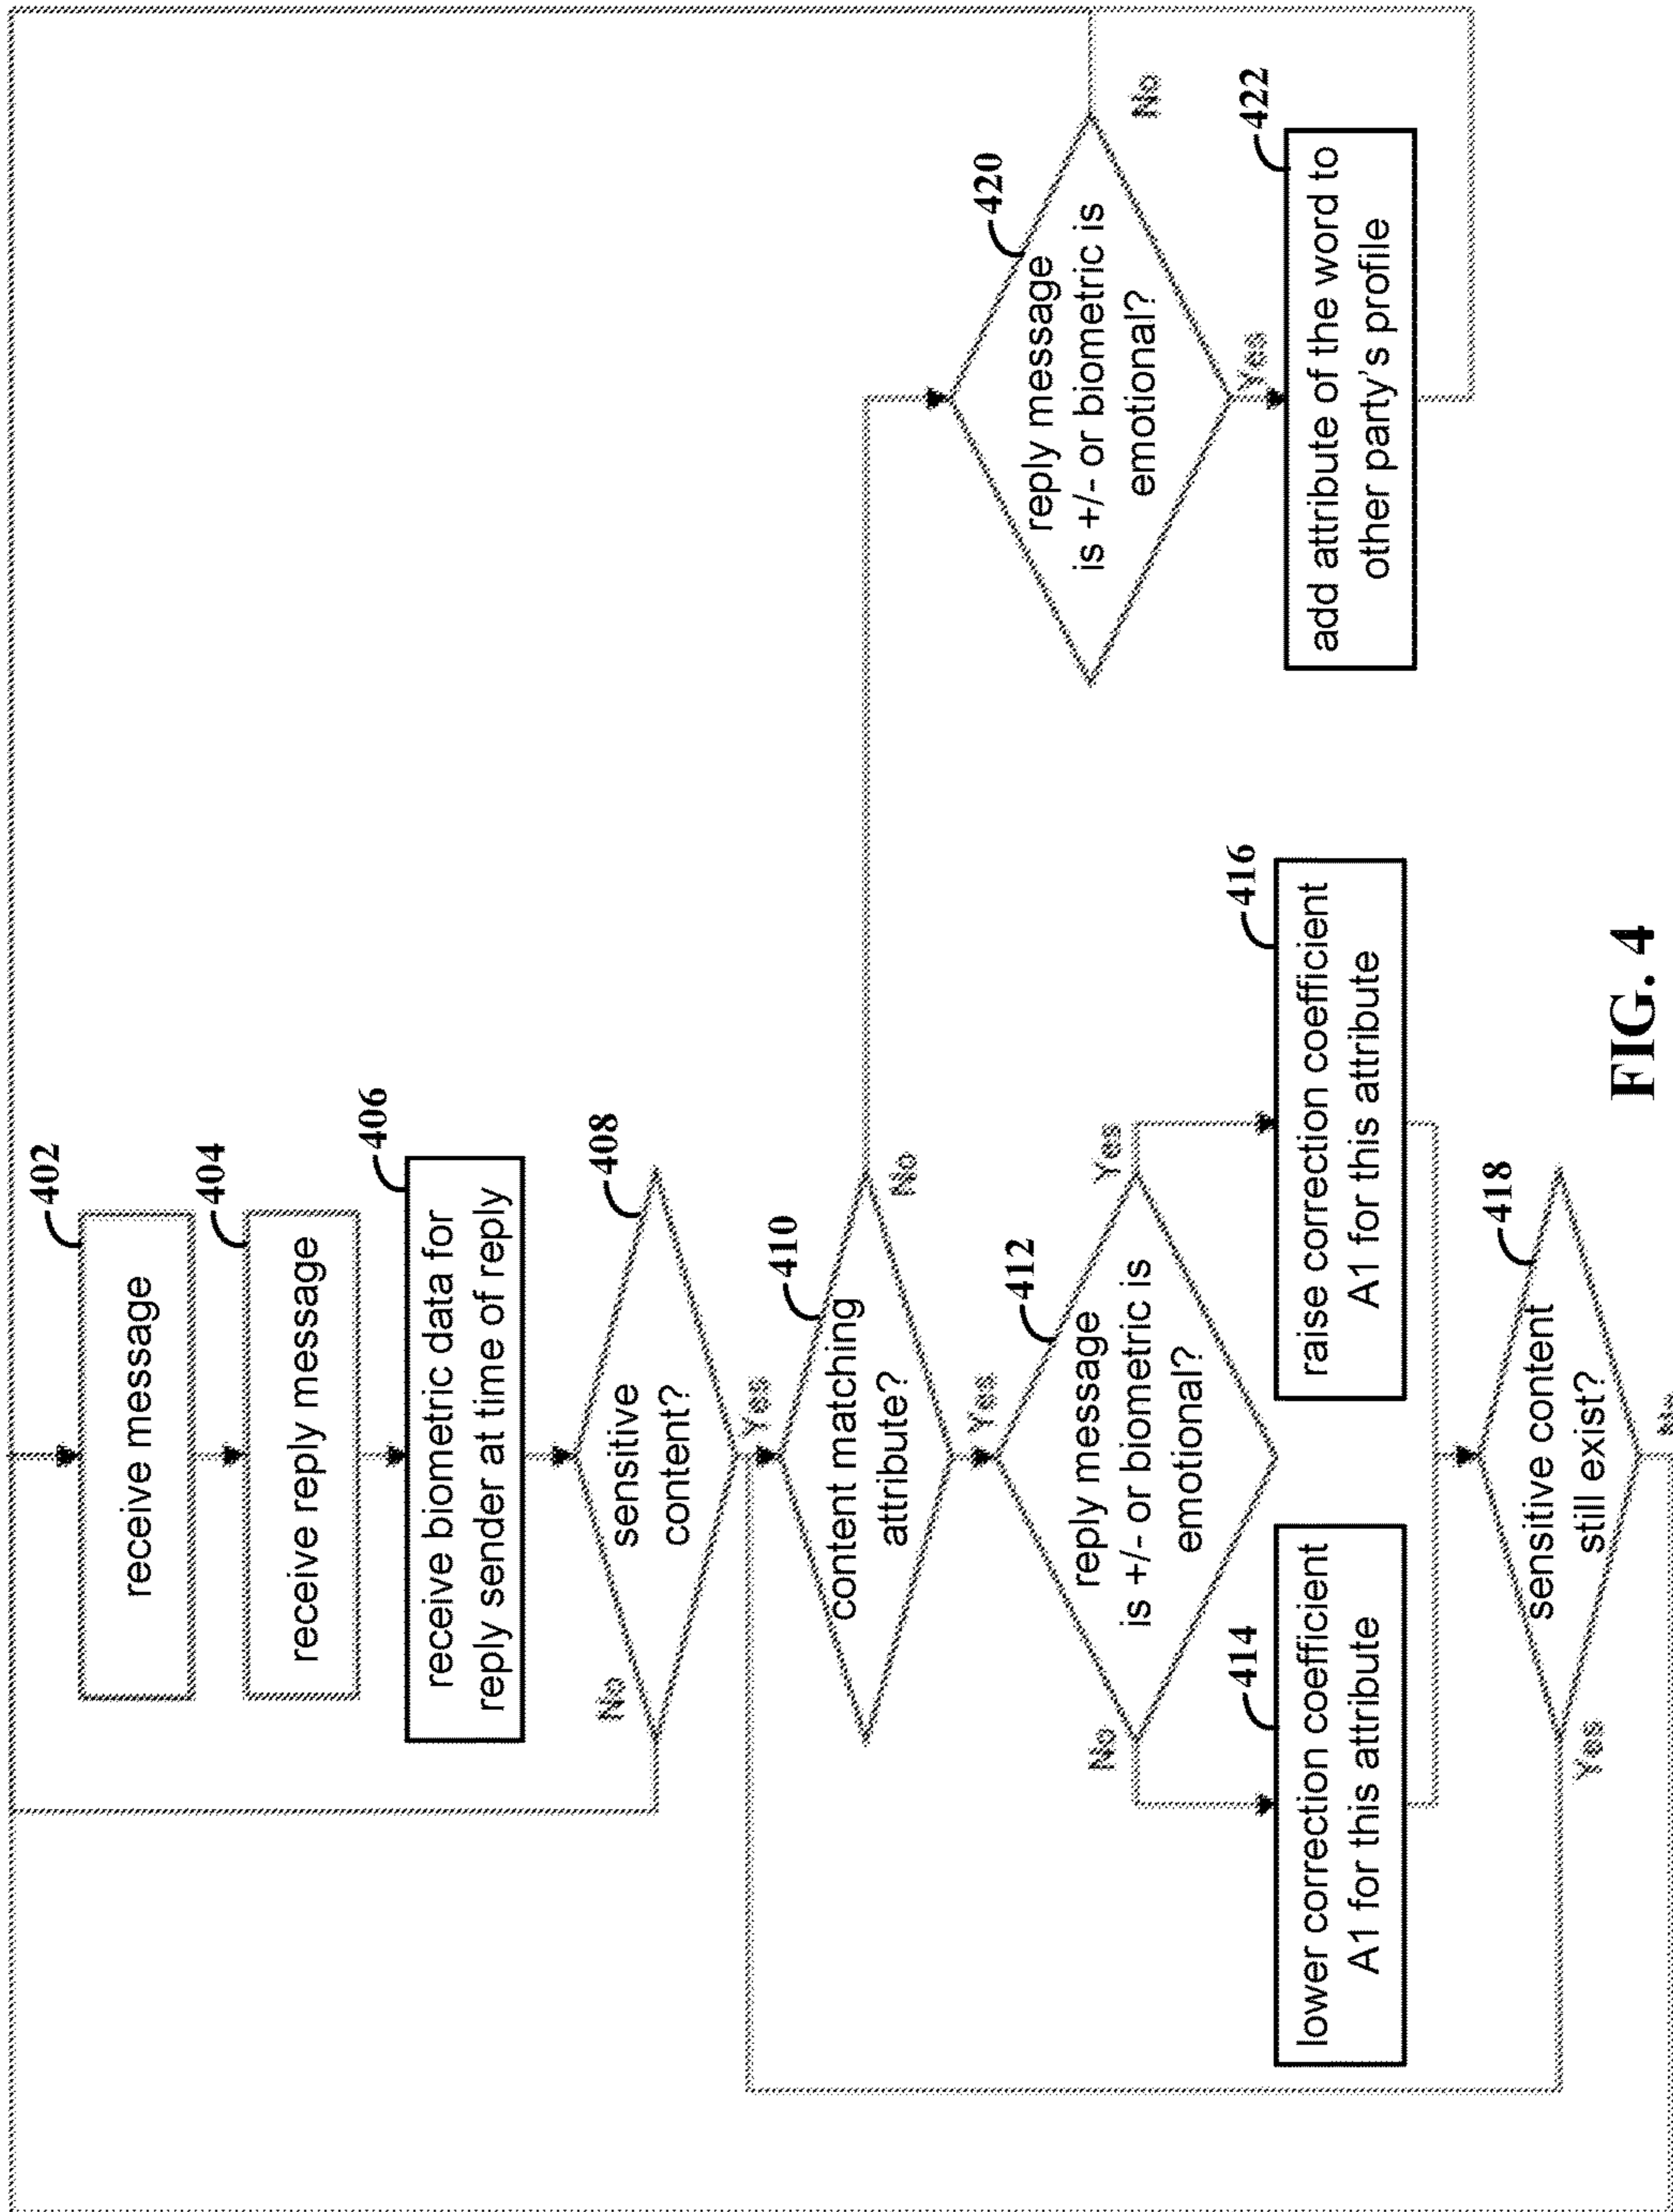 402
receive message
404
receive reply message
406
receive biometric data for
reply sender at time of reply
408
sensitive
content?
No
Yes
410
content matching
attribute?
No
Yes
412
reply message
is +/- or biometric is
emotional?
No
Yes
414
lower correction coefficient
A1 for this attribute
416
raise correction coefficient
A1 for this attribute
418
sensitive content
still exist?
Yes
No
420
reply message
is +/- or biometric is
emotional?
No
Yes
422
add attribute of the word to
other party's profile
FIG. 4